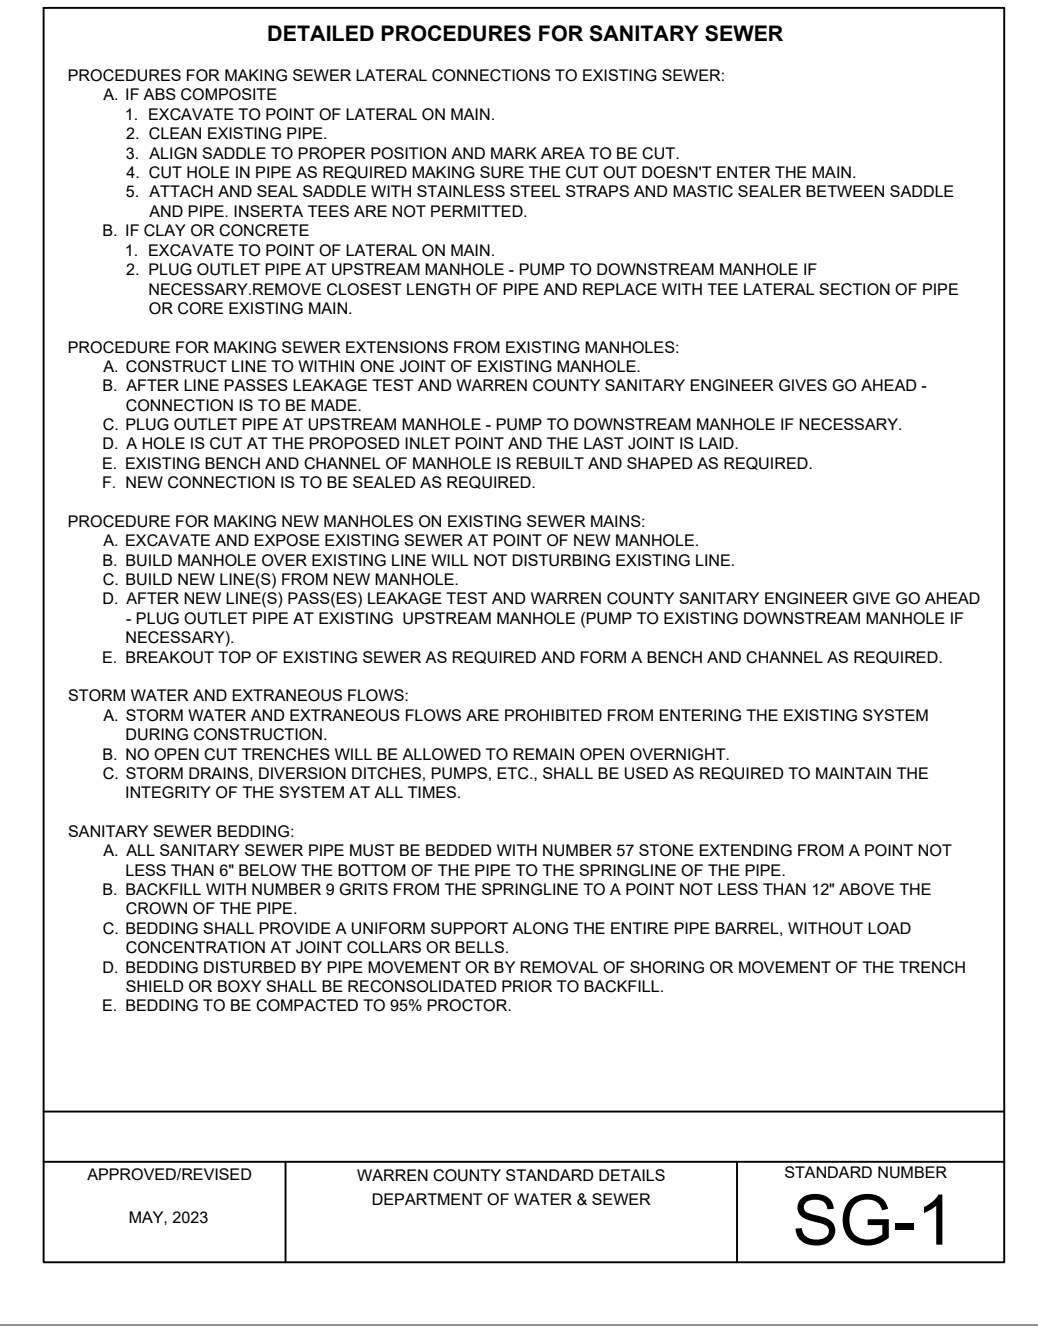 DETAILED PROCEDURES FOR SANITARY SEWER
PROCEDURES FOR MAKING SEWER LATERAL CONNECTIONS TO EXISTING SEWER:
A. IF ABS COMPOSITE
1. EXCAVATE TO POINT OF LATERAL ON MAIN.
2. CLEAN EXISTING PIPE.
3. ALIGN SADDLE TO PROPER POSITION AND MARK AREA TO BE CUT.
4. CUT HOLE IN PIPE AS REQUIRED MAKING SURE THE CUT OUT DOESN'T ENTER THE MAIN.
5. ATTACH AND SEAL SADDLE WITH STAINLESS STEEL STRAPS AND MASTIC SEALER BETWEEN SADDLE
AND PIPE. INSERTA TEES ARE NOT PERMITTED.
B. IF CLAY OR CONCRETE
1. EXCAVATE TO POINT OF LATERAL ON MAIN.
2. PLUG OUTLET PIPE AT UPSTREAM MANHOLE - PUMP TO DOWNSTREAM MANHOLE IF
NECESSARY.REMOVE CLOSEST LENGTH OF PIPE AND REPLACE WITH TEE LATERAL SECTION OF PIPE
OR CORE EXISTING MAIN.
PROCEDURE FOR MAKING SEWER EXTENSIONS FROM EXISTING MANHOLES:
A. CONSTRUCT LINE TO WITHIN ONE JOINT OF EXISTING MANHOLE.
B. AFTER LINE PASSES LEAKAGE TEST AND WARREN COUNTY SANITARY ENGINEER GIVES GO AHEAD -
CONNECTION IS TO BE MADE.
C. PLUG OUTLET PIPE AT UPSTREAM MANHOLE - PUMP TO DOWNSTREAM MANHOLE IF NECESSARY.
D. A HOLE IS CUT AT THE PROPOSED INLET POINT AND THE LAST JOINT IS LAID.
E. EXISTING BENCH AND CHANNEL OF MANHOLE IS REBUILT AND SHAPED AS REQUIRED.
F. NEW CONNECTION IS TO BE SEALED AS REQUIRED.
PROCEDURE FOR MAKING NEW MANHOLES ON EXISTING SEWER MAINS:
A. EXCAVATE AND EXPOSE EXISTING SEWER AT POINT OF NEW MANHOLE.
B. BUILD MANHOLE OVER EXISTING LINE WILL NOT DISTURBING EXISTING LINE.
C. BUILD NEW LINE(S) FROM NEW MANHOLE.
D. AFTER NEW LINE(S) PASS(ES) LEAKAGE TEST AND WARREN COUNTY SANITARY ENGINEER GIVE GO AHEAD
- PLUG OUTLET PIPE AT EXISTING UPSTREAM MANHOLE (PUMP TO EXISTING DOWNSTREAM MANHOLE IF
NECESSARY).
E. BREAKOUT TOP OF EXISTING SEWER AS REQUIRED AND FORM A BENCH AND CHANNEL AS REQUIRED.
STORM WATER AND EXTRANEOUS FLOWS:
A. STORM WATER AND EXTRANEOUS FLOWS ARE PROHIBITED FROM ENTERING THE EXISTING SYSTEM
DURING CONSTRUCTION.
B. NO OPEN CUT TRENCHES WILL BE ALLOWED TO REMAIN OPEN OVERNIGHT.
C. STORM DRAINS, DIVERSION DITCHES, PUMPS, ETC., SHALL BE USED AS REQUIRED TO MAINTAIN THE
INTEGRITY OF THE SYSTEM AT ALL TIMES.
SANITARY SEWER BEDDING:
A. ALL SANITARY SEWER PIPE MUST BE BEDDED WITH NUMBER 57 STONE EXTENDING FROM A POINT NOT
LESS THAN 6" BELOW THE BOTTOM OF THE PIPE TO THE SPRINGLINE OF THE PIPE.
B. BACKFILL WITH NUMBER 9 GRITS FROM THE SPRINGLINE TO A POINT NOT LESS THAN 12" ABOVE THE
CROWN OF THE PIPE.
C. BEDDING SHALL PROVIDE A UNIFORM SUPPORT ALONG THE ENTIRE PIPE BARREL, WITHOUT LOAD
CONCENTRATION AT JOINT COLLARS OR BELLS.
D. BEDDING DISTURBED BY PIPE MOVEMENT OR BY REMOVAL OF SHORING OR MOVEMENT OF THE TRENCH
SHIELD OR BOXY SHALL BE RECONSOLIDATED PRIOR TO BACKFILL.
E. BEDDING TO BE COMPACTED TO 95% PROCTOR.
APPROVED/REVISED
MAY, 2023
WARREN COUNTY STANDARD DETAILS
DEPARTMENT OF WATER & SEWER
STANDARD NUMBER
SG-1